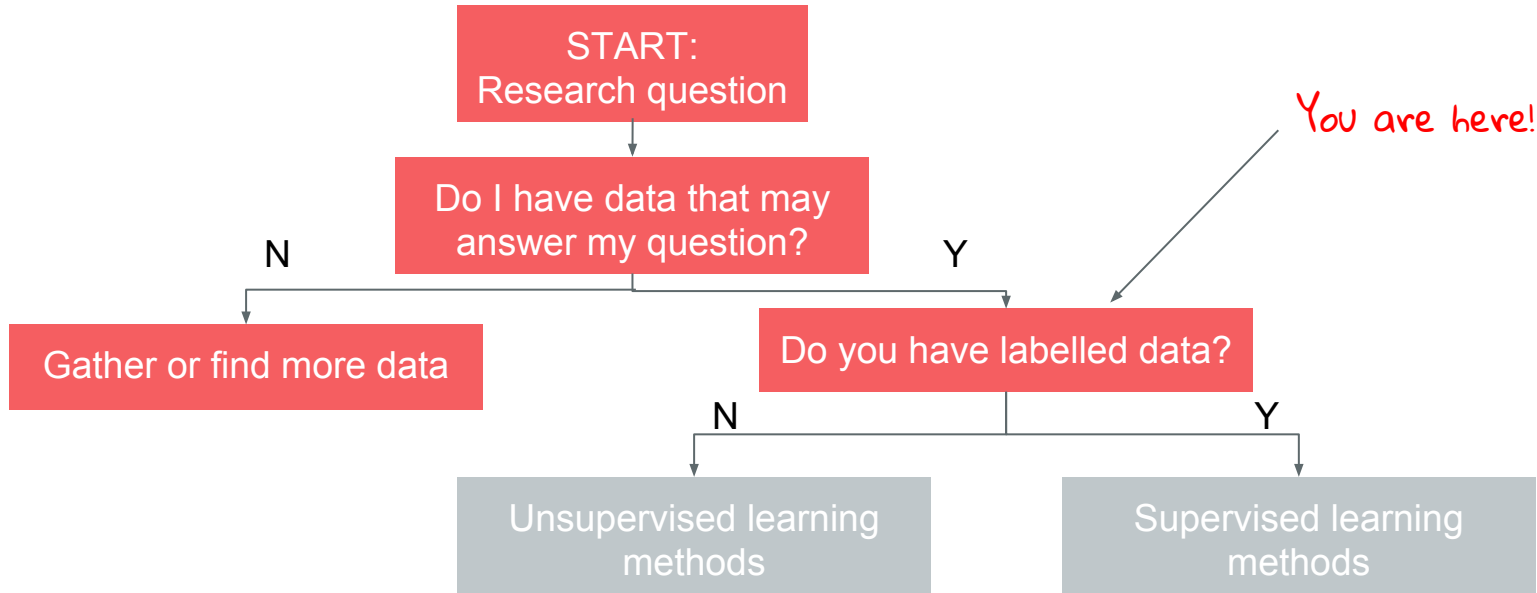 START:
Research question
You are here!
Do I have data that may
answer my question?
N
Y
Gather or find more data
Do you have labelled data?
N
Y
Unsupervised learning
methods
Supervised learning
methods